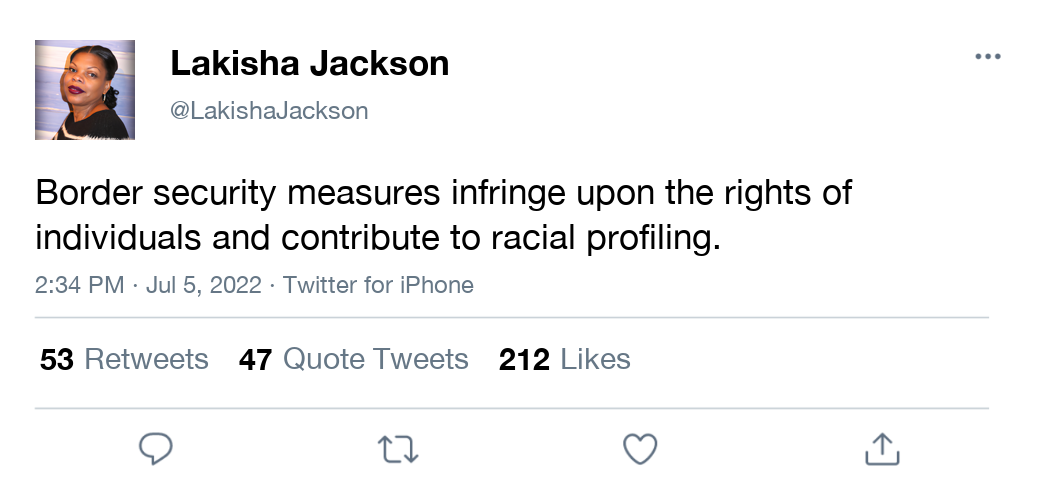 Lakisha Jackson
@LakishaJackson
Border security measures infringe upon the rights of
individuals and contribute to racial profiling.
2:34 PM · Jul 5, 2022 · Twitter for iPhone
53 Retweets 47 Quote Tweets 212 Likes